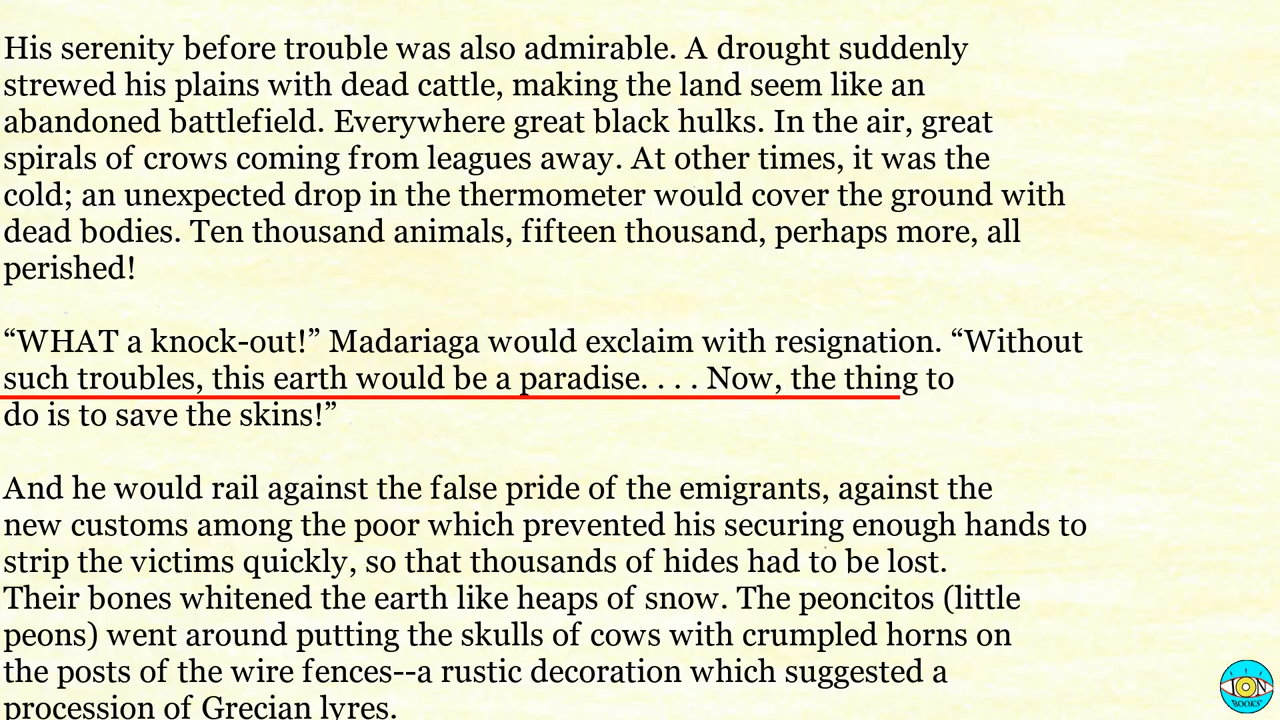 His serenity before trouble was also admirable. A drought suddenly
strewed his plains with dead cattle, making the land seem like an
abandoned battlefield. Everywhere great black hulks. In the air, great
spirals of crows coming from leagues away. At other times, it was the
cold; an unexpected drop in the thermometer would cover the ground with
dead bodies. Ten thousand animals, fifteen thousand, perhaps more, all
perished!
“WHAT a knock-out!” Madariaga would exclaim with resignation. “Without
such troubles, this earth would be a paradise. . . . Now, the thing to
do is to save the skins!”
And he would rail against the false pride of the emigrants, against the
new customs among the poor which prevented his securing enough hands to
strip the victims quickly, so that thousands of hides had to be lost.
Their bones whitened the earth like heaps of snow. The peoncitos (little
peons) went around putting the skulls of cows with crumpled horns on
the posts of the wire fences--a rustic decoration which suggested a
procession of Grecian lyres.
ION
BOOKS